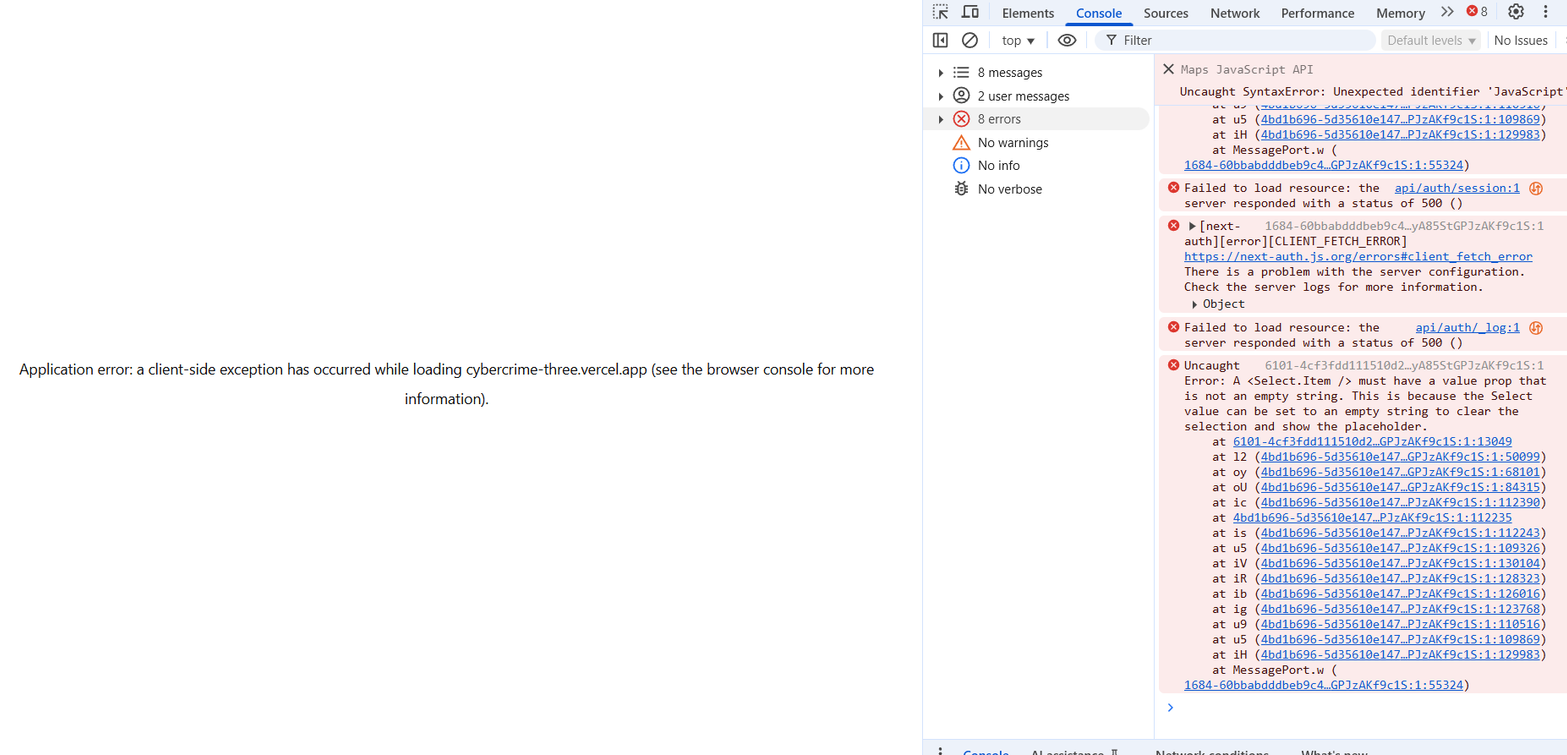 Application error: a client-side exception has occurred while loading cybercrime-three.vercel.app (see the browser console for more
information).
Elements Console Sources Network Performance Memory 8
top Filter Default levels No Issues
8 messages
2 user messages
8 errors
No warnings
No info
No verbose
Maps JavaScript API
Uncaught SyntaxError: Unexpected identifier 'JavaScript'
at u5 (4bd1b696-5d35610e147…PJzAKf9c1S:1:109869)
at iH (4bd1b696-5d35610e147…PJzAKf9c1S:1:129983)
at MessagePort.w (
1684-60bbabdddbeb9c4…GPJzAKf9c1S:1:55324)
Failed to load resource: the api/auth/session:1
server responded with a status of 500 ()
[next- 1684-60bbabdddbeb9c4…yA85StGPJzAKf9c1S:1
auth][error][CLIENT_FETCH_ERROR]
https://next-auth.js.org/errors#client_fetch_error
There is a problem with the server configuration.
Check the server logs for more information.
Object
Failed to load resource: the api/auth/_log:1
server responded with a status of 500 ()
Uncaught 6101-4cf3fdd111510d2…yA85StGPJzAKf9c1S:1
Error: A <Select.Item /> must have a value prop that
is not an empty string. This is because the Select
value can be set to an empty string to clear the
selection and show the placeholder.
at 6101-4cf3fdd111510d2…GPJzAKf9c1S:1:13049
at l2 (4bd1b696-5d35610e147…GPJzAKf9c1S:1:50099)
at oy (4bd1b696-5d35610e147…GPJzAKf9c1S:1:68101)
at oU (4bd1b696-5d35610e147…GPJzAKf9c1S:1:84315)
at ic (4bd1b696-5d35610e147…PJzAKf9c1S:1:112390)
at 4bd1b696-5d35610e147…PJzAKf9c1S:1:112235
at is (4bd1b696-5d35610e147…PJzAKf9c1S:1:112243)
at u5 (4bd1b696-5d35610e147…PJzAKf9c1S:1:109326)
at iV (4bd1b696-5d35610e147…PJzAKf9c1S:1:130104)
at iR (4bd1b696-5d35610e147…PJzAKf9c1S:1:128323)
at ib (4bd1b696-5d35610e147…PJzAKf9c1S:1:126016)
at ig (4bd1b696-5d35610e147…PJzAKf9c1S:1:123768)
at u9 (4bd1b696-5d35610e147…PJzAKf9c1S:1:110516)
at u5 (4bd1b696-5d35610e147…PJzAKf9c1S:1:109869)
at iH (4bd1b696-5d35610e147…PJzAKf9c1S:1:129983)
at MessagePort.w (
1684-60bbabdddbeb9c4…GPJzAKf9c1S:1:55324)
Console AI assistance Network conditions What's new